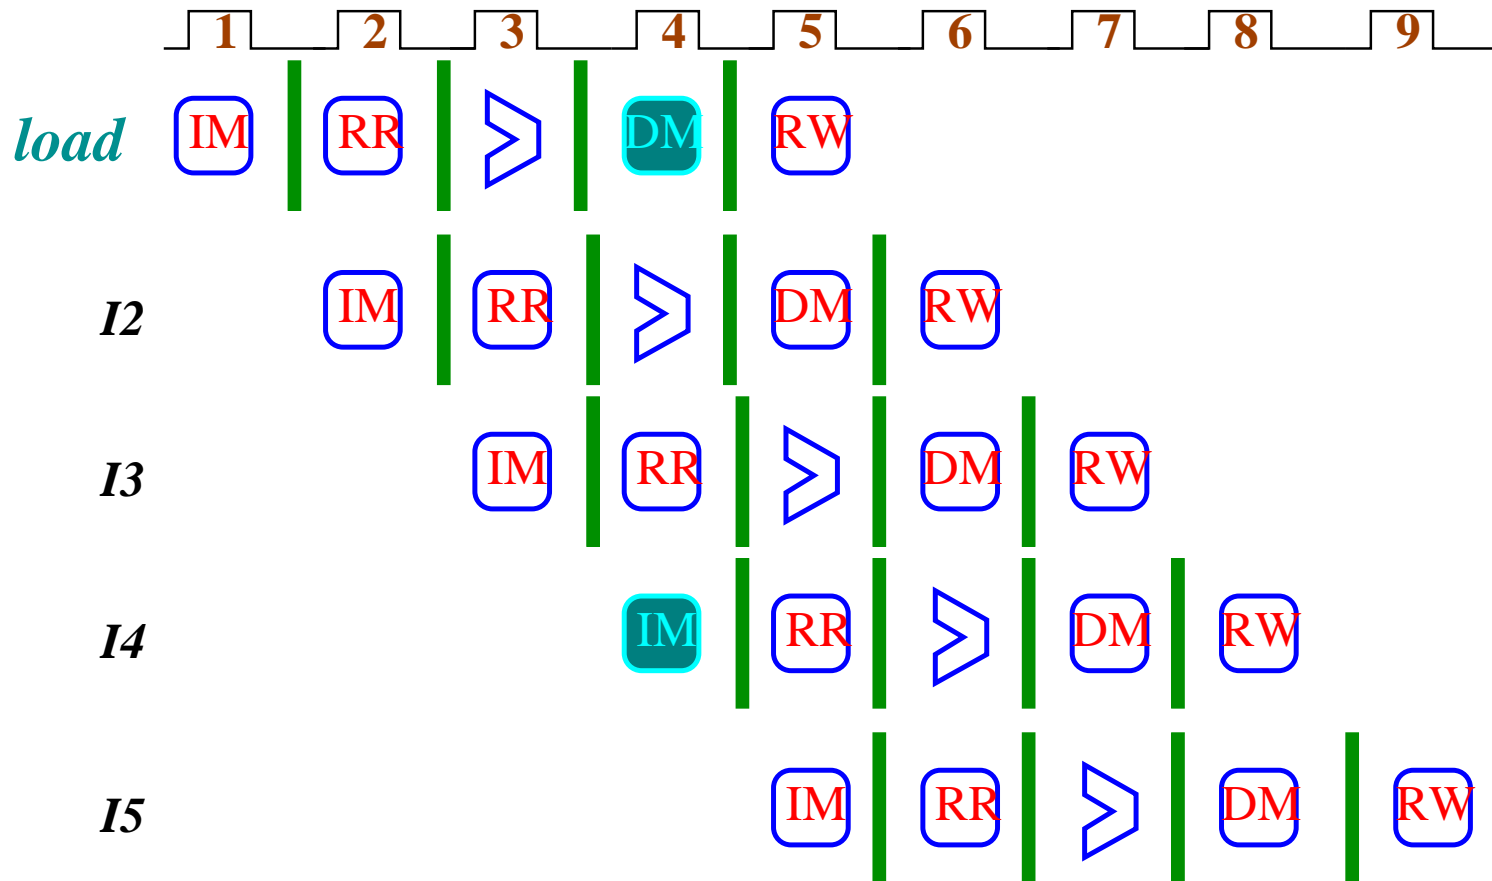 1 2 3 4 5 6 7 8 9
load IM RR DM RW
I2 IM RR DM RW
I3 IM RR DM RW
I4 IM RR DM RW
I5 IM RR DM RW